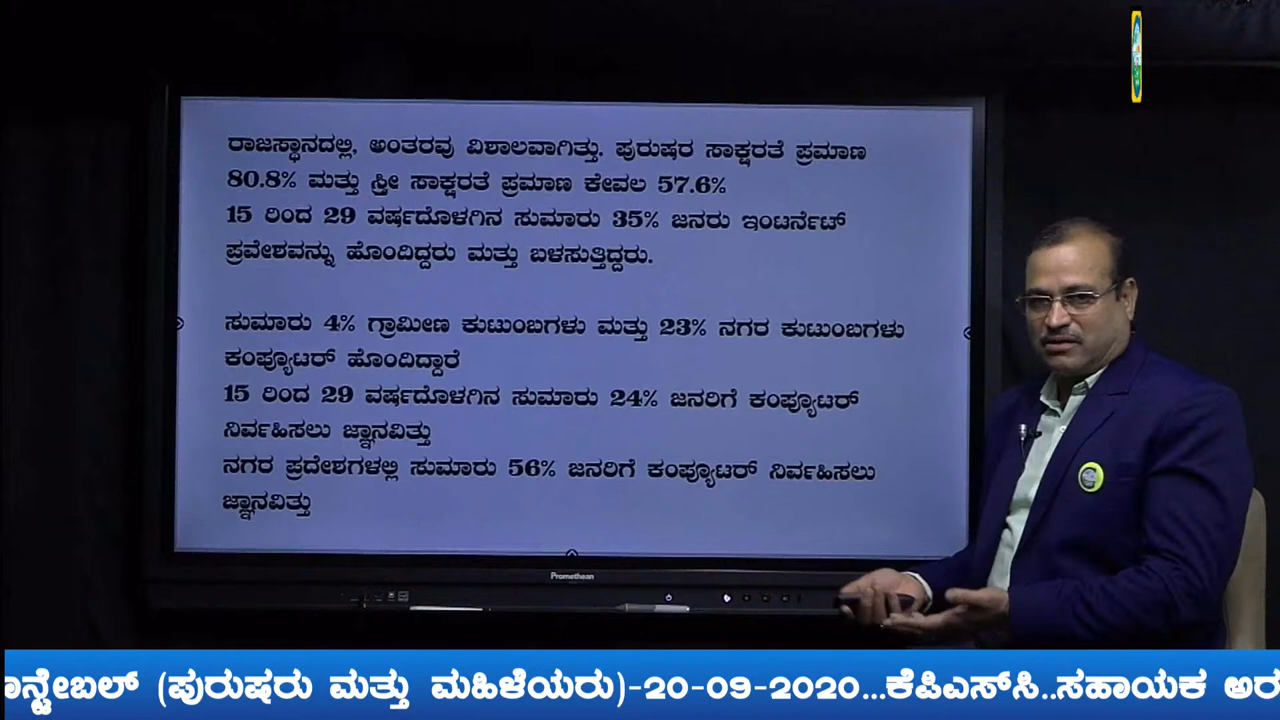 ರಾಜಸ್ಥಾನದಲ್ಲಿ, ಅಂತರವು ವಿಶಾಲವಾಗಿತ್ತು. ಪುರುಷರ ಸಾಕ್ಷರತೆ ಪ್ರಮಾಣ
80.8% ಮತ್ತು ಸ್ತ್ರೀ ಸಾಕ್ಷರತೆ ಪ್ರಮಾಣ ಕೇವಲ 57.6%
15 ರಿಂದ 29 ವರ್ಷದೊಳಗಿನ ಸುಮಾರು 35% ಜನರು ಇಂಟರ್ನೆಟ್
ಪ್ರವೇಶವನ್ನು ಹೊಂದಿದ್ದರು ಮತ್ತು ಬಳಸುತ್ತಿದ್ದರು.
ಸುಮಾರು 4% ಗ್ರಾಮೀಣ ಕುಟುಂಬಗಳು ಮತ್ತು 23% ನಗರ ಕುಟುಂಬಗಳು
ಕಂಪ್ಯೂಟರ್ ಹೊಂದಿದ್ದಾರೆ
15 ರಿಂದ 29 ವರ್ಷದೊಳಗಿನ ಸುಮಾರು 24% ಜನರಿಗೆ ಕಂಪ್ಯೂಟರ್
ನಿರ್ವಹಿಸಲು ಜ್ಞಾನವಿತ್ತು
ನಗರ ಪ್ರದೇಶಗಳಲ್ಲಿ ಸುಮಾರು 56% ಜನರಿಗೆ ಕಂಪ್ಯೂಟರ್ ನಿರ್ವಹಿಸಲು
ಜ್ಞಾನವಿತ್ತು
Promethean
ಾನ್ಸ್ಟೇಬಲ್ (ಪುರುಷರು ಮತ್ತು ಮಹಿಳೆಯರು)-20-09-2020...ಕೆಪಿಎಸ್‌ಸಿ..ಸಹಾಯಕ ಅರ